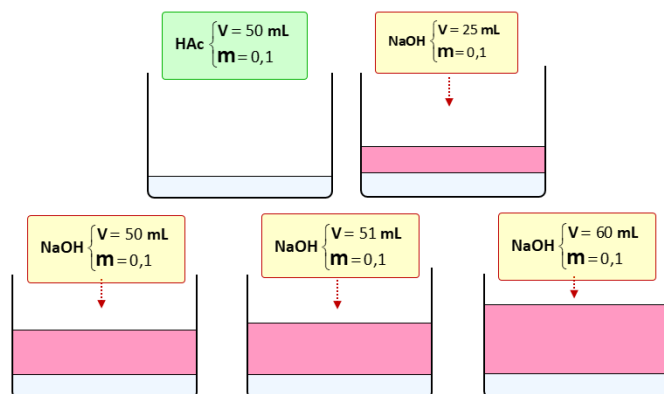 HAc { V = 50 mL
m = 0,1
NaOH { V = 25 mL
m = 0,1
NaOH { V = 50 mL
m = 0,1
NaOH { V = 51 mL
m = 0,1
NaOH { V = 60 mL
m = 0,1